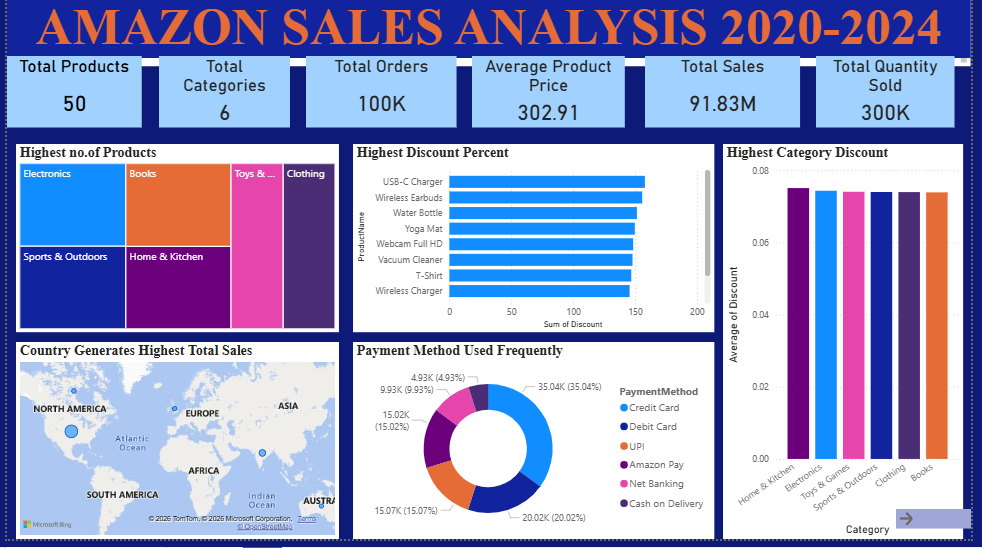 AMAZON SALES ANALYSIS 2020-2024
Total Products
50
Total
Categories
6
Total Orders
100K
Average Product
Price
302.91
Total Sales
91.83M
Total Quantity
Sold
300K
Highest no.of Products
Electronics
Books
Toys & ...
Clothing
Sports & Outdoors
Home & Kitchen
Highest Discount Percent
ProductName
USB-C Charger
Wireless Earbuds
Water Bottle
Yoga Mat
Webcam Full HD
Vacuum Cleaner
T-Shirt
Wireless Charger
0
50
100
150
200
Sum of Discount
Highest Category Discount
Average of Discount
0.08
0.06
0.04
0.02
0.00
Home & Kitchen
Electronics
Toys & Games
Sports & Outdoors
Clothing
Books
Category
Country Generates Highest Total Sales
NORTH AMERICA
EUROPE
ASIA
Atlantic
Ocean
AFRICA
SOUTH AMERICA
Indian
Ocean
AUSTRA
Microsoft Bing
© 2026 TomTom, © 2026 Microsoft Corporation, Terms
© OpenStreetMap
Payment Method Used Frequently
4.93K (4.93%)
9.93K (9.93%)
15.02K
(15.02%)
15.07K (15.07%)
20.02K (20.02%)
35.04K (35.04%)
PaymentMethod
Credit Card
Debit Card
UPI
Amazon Pay
Net Banking
Cash on Delivery